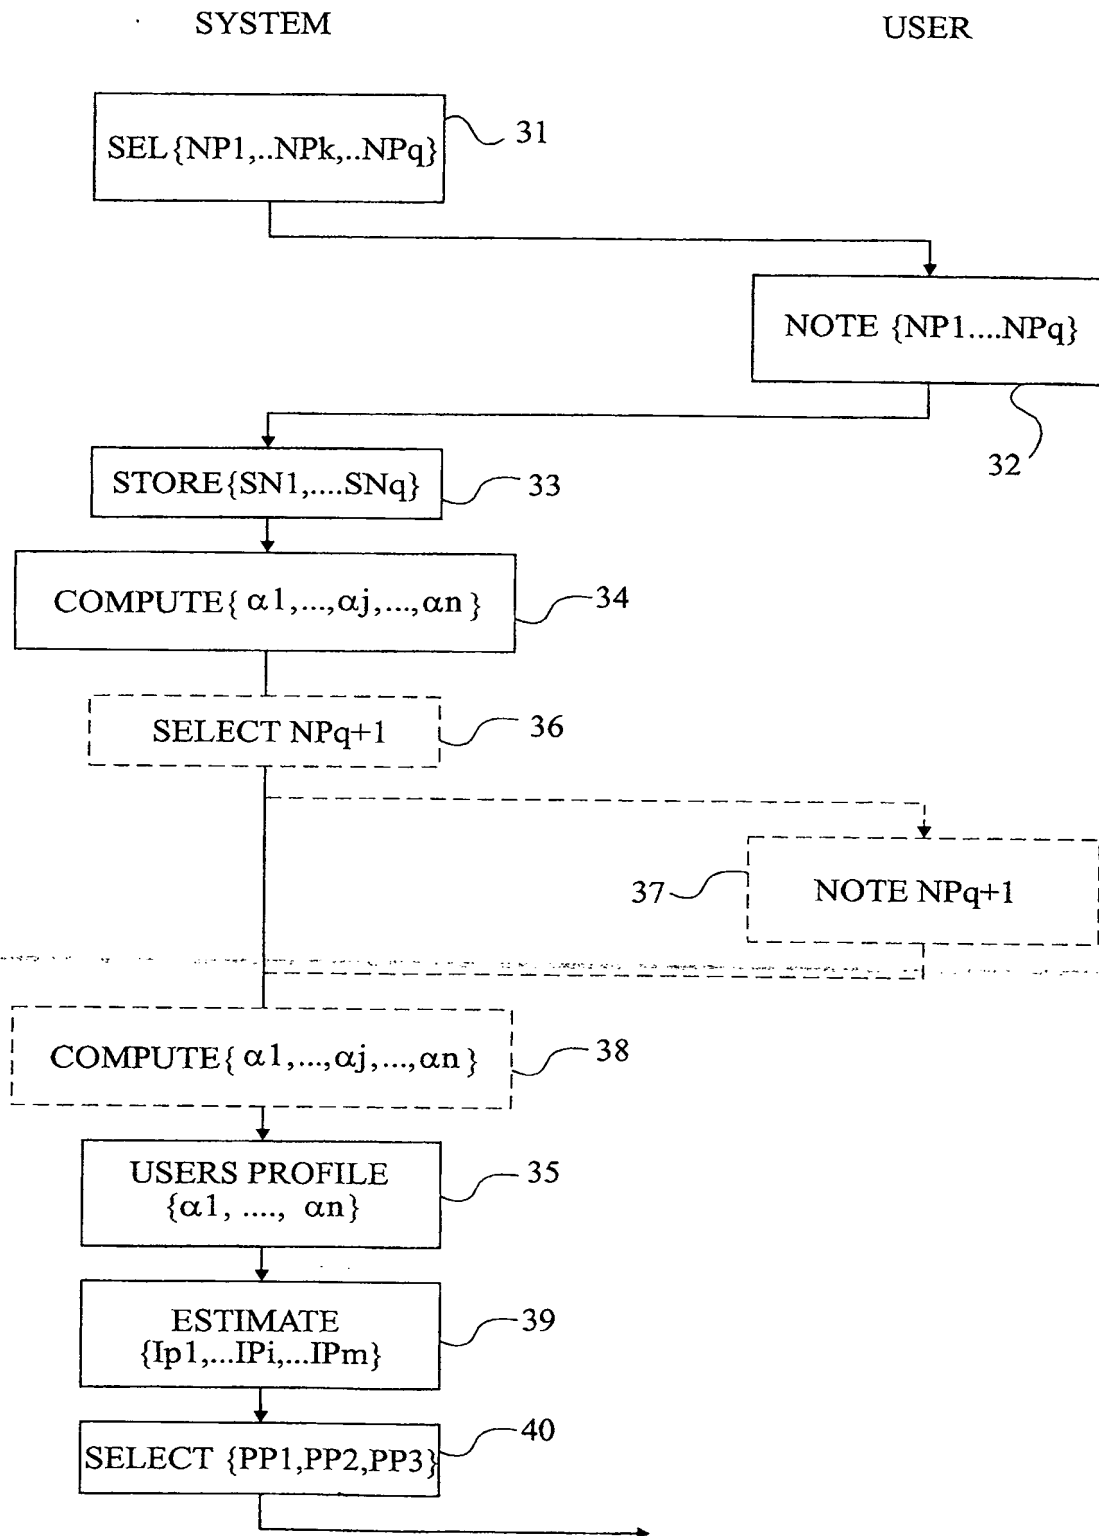 SYSTEM
USER
SEL{NP1,..NPk,..NPq}
31
NOTE {NP1....NPq}
32
STORE{SN1,....SNq}
33
COMPUTE{ α1,...,αj,...,αn }
34
SELECT NPq+1
36
37
NOTE NPq+1
COMPUTE{ α1,...,αj,...,αn }
38
USERS PROFILE
{α1, ...., αn}
35
ESTIMATE
{Ip1,...IPi,...IPm}
39
SELECT {PP1,PP2,PP3}
40